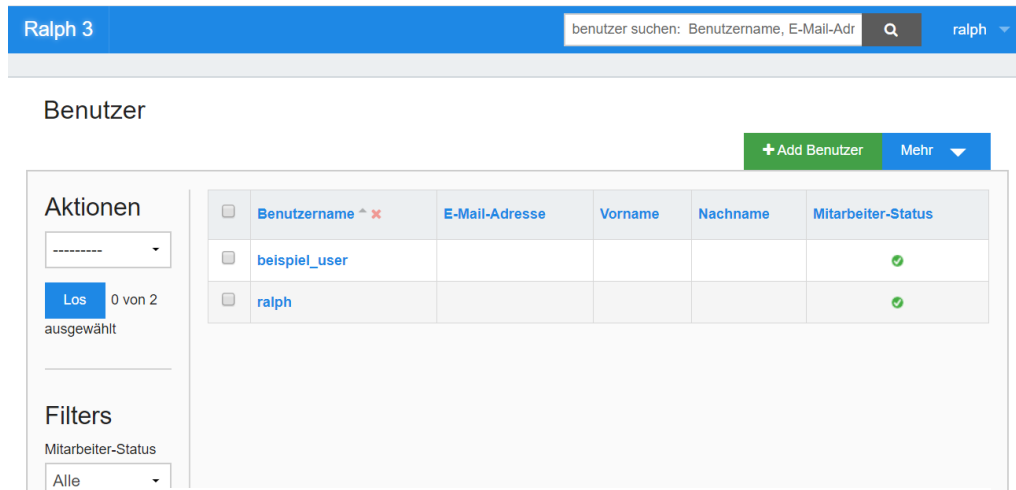 Ralph 3
benutzer suchen: Benutzername, E-Mail-Adr
ralph
Benutzer
+Add Benutzer
Mehr
Aktionen
---------
Los 0 von 2
ausgewählt
Filters
Mitarbeiter-Status
Alle
Benutzername E-Mail-Adresse Vorname Nachname Mitarbeiter-Status
beispiel_user
ralph